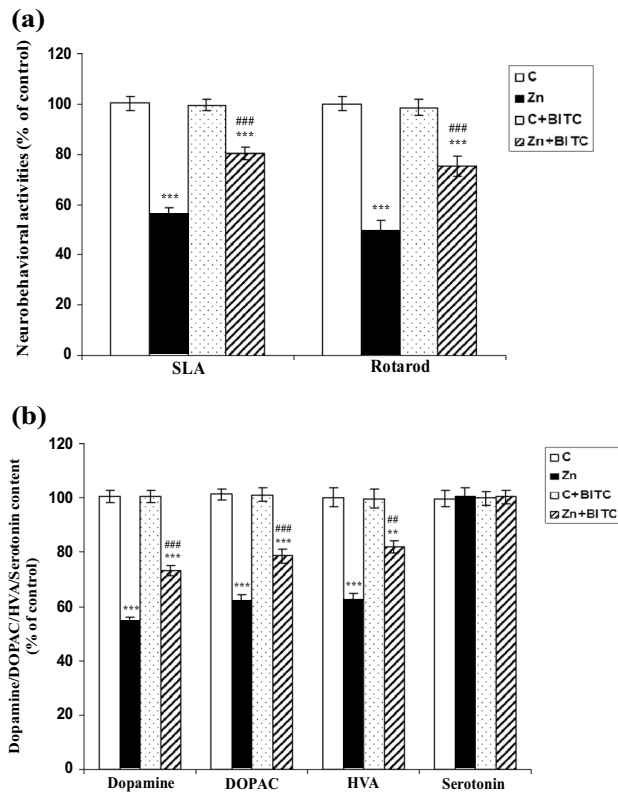 (a)
Neurobehavioral activities (% of control)
120
100
80
60
40
20
0
***
###
***
***
###
***
SLA
Rotarod
C
Zn
C+BITC
Zn+BITC
(b)
Dopamine/DOPAC/HVA/Serotonin content
(% of control)
120
100
80
60
40
20
0
***
###
***
***
###
***
***
##
**
Dopamine
DOPAC
HVA
Serotonin
C
Zn
C+BITC
Zn+BITC